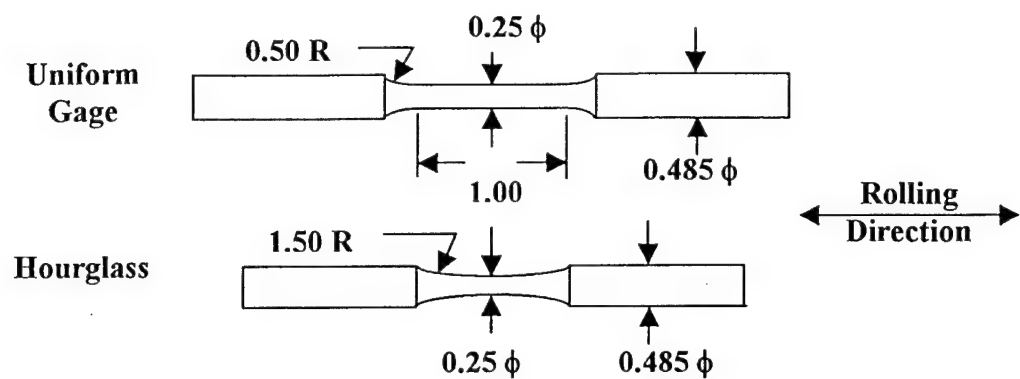 0.25 ϕ
0.50 R
Uniform
Gage
0.485 ϕ
1.00
Rolling
Direction
1.50 R
Hourglass
0.25 ϕ
0.485 ϕ